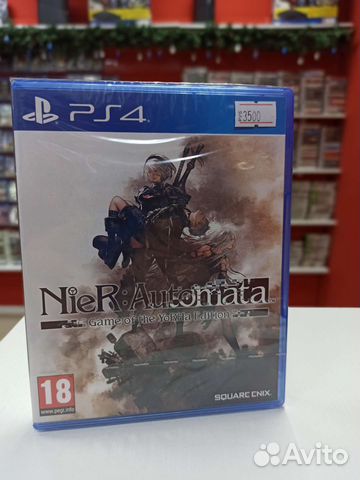 PS4
3500
NieR:Automata
Game of the YoRHa Edition
18
www.pegi.info
SQUARE ENIX
Avito